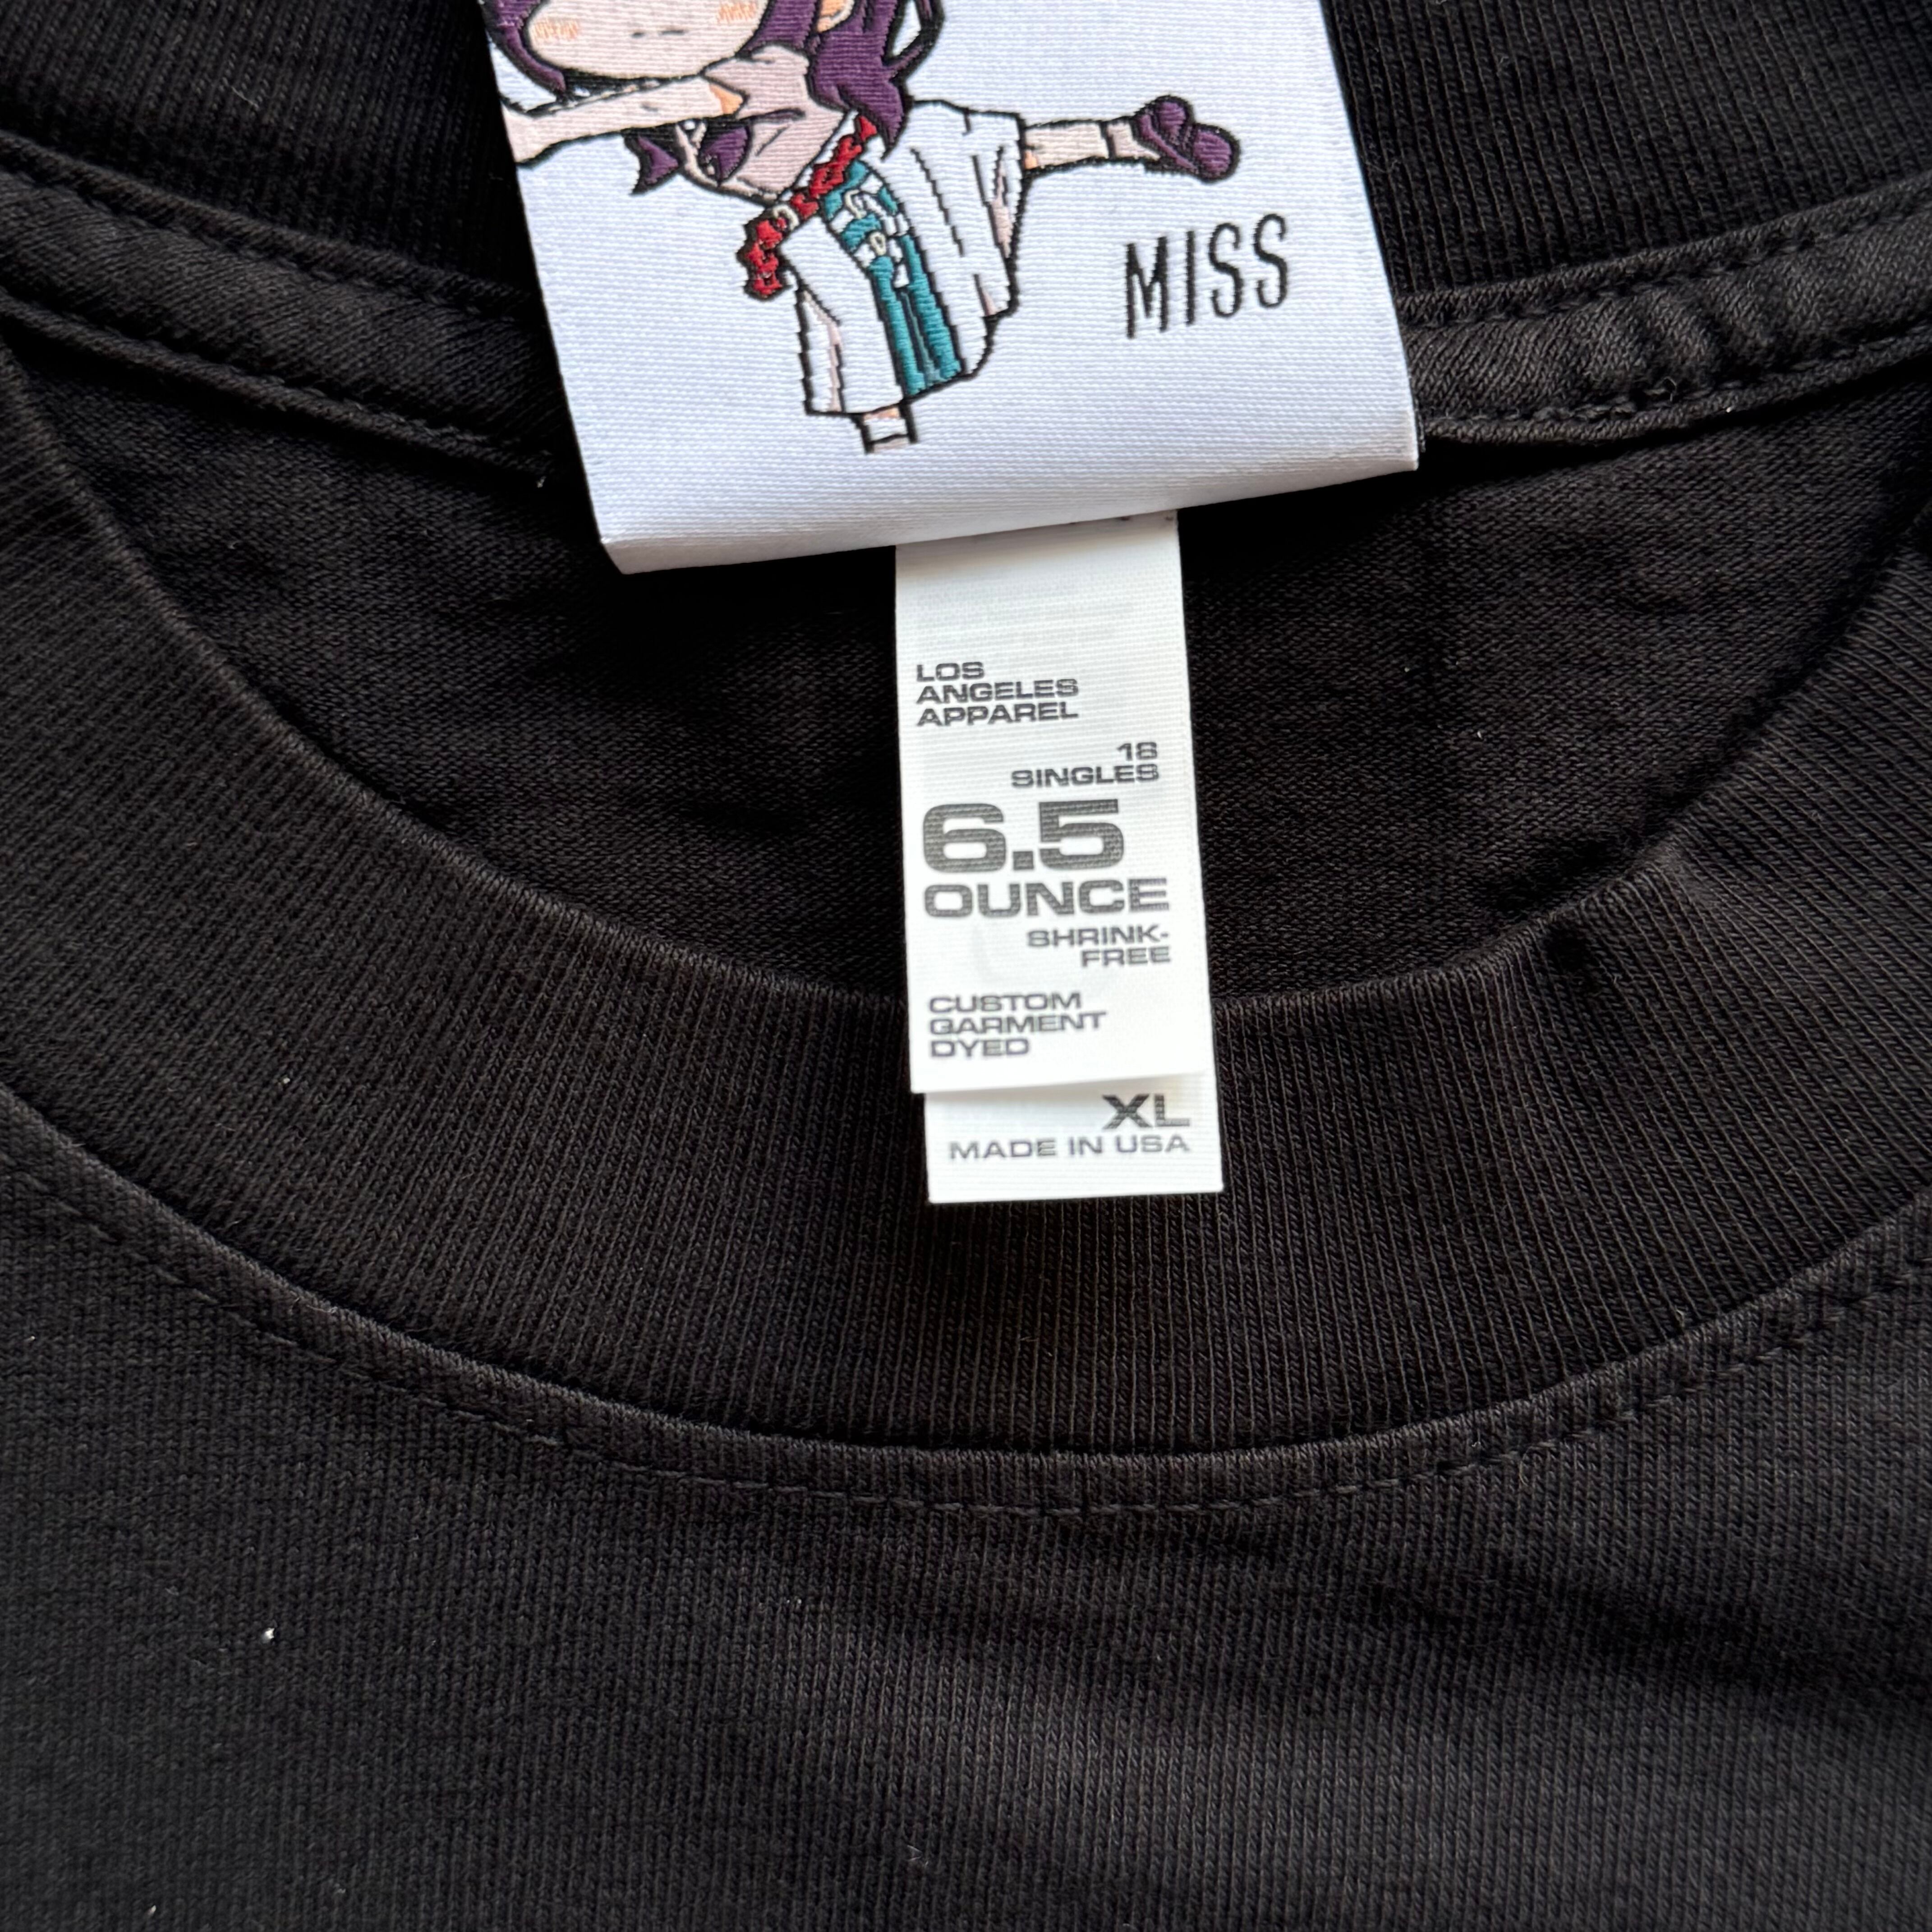 MISS
LOS
ANGELES
APPAREL
18
SINGLES
6.5
OUNCE
SHRINK-
FREE
CUSTOM
GARMENT
DYED
XL
MADE IN USA